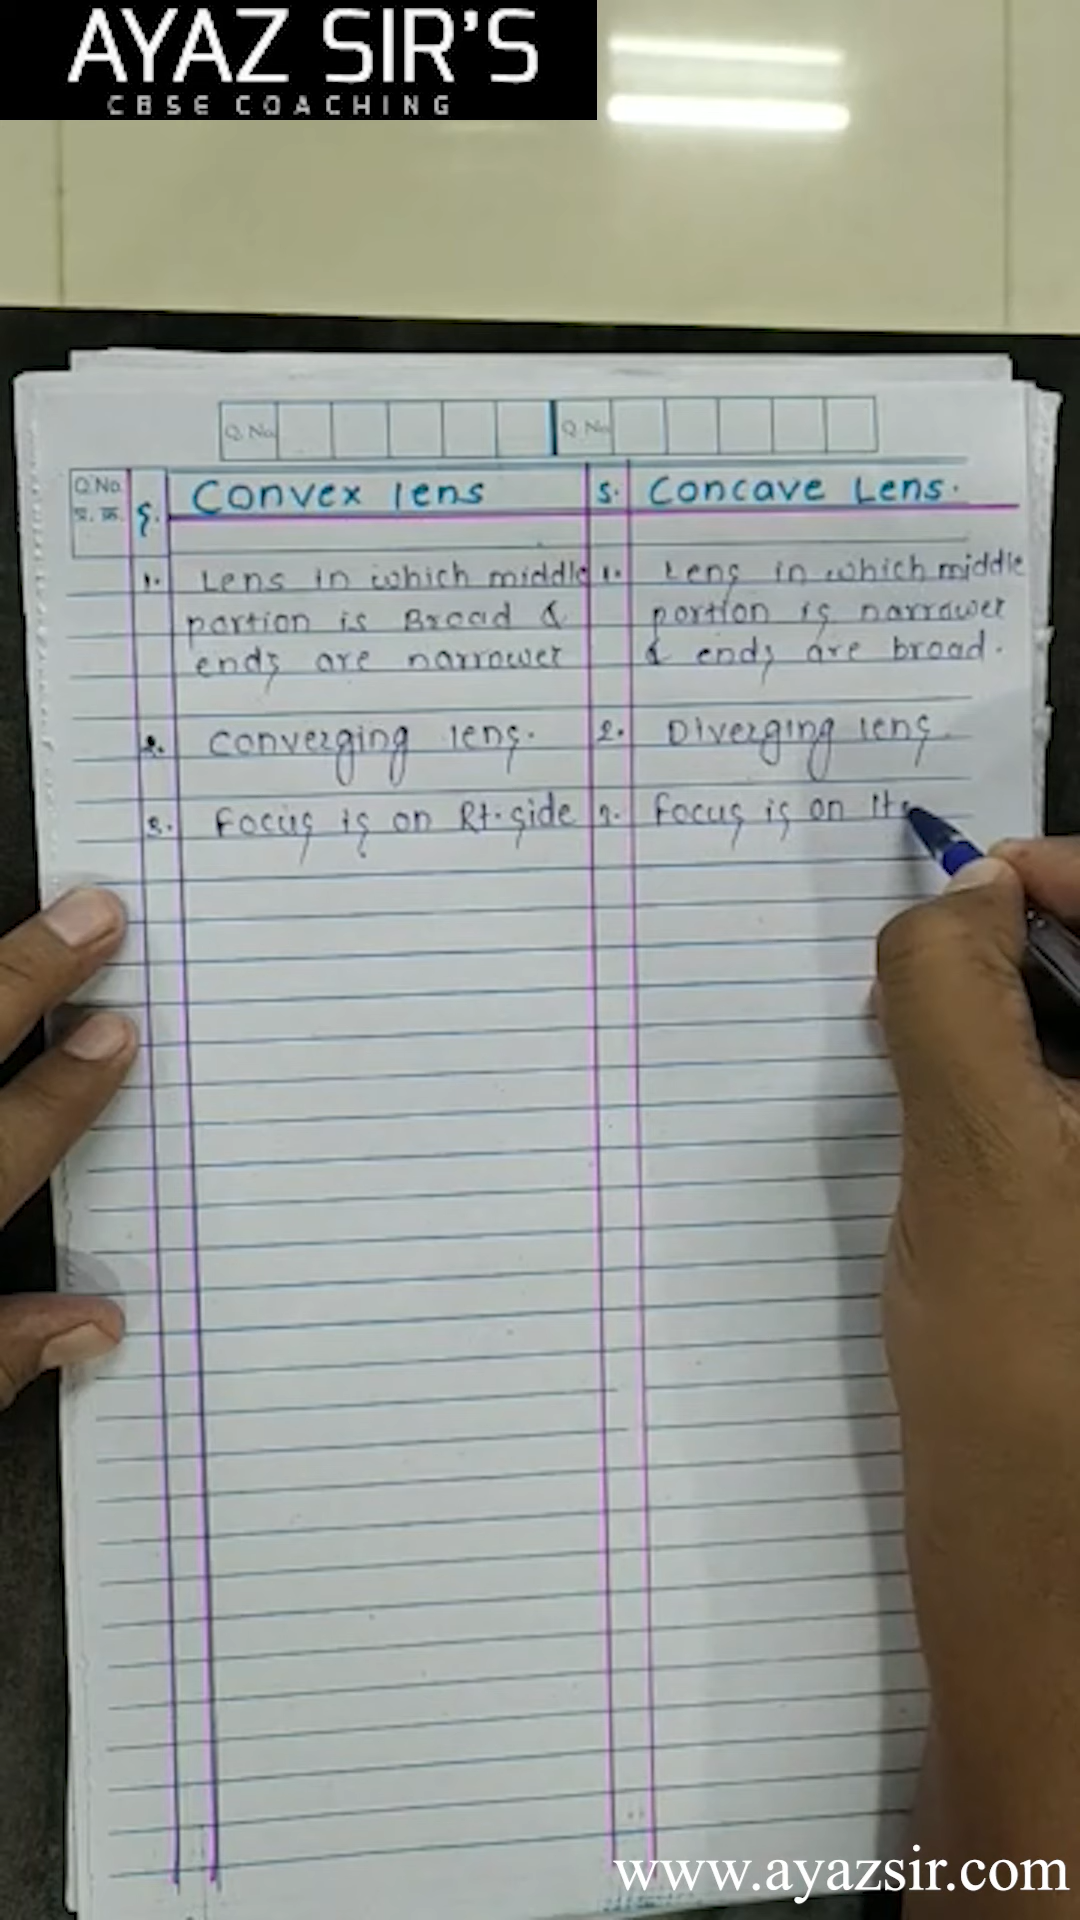 AYAZ SIR'S
CBSE COACHING
Q.No. Q.No.
Q.No.
प्र. क्र.
S. Convex lens S. Concave Lens.
1. Lens in which middle 1. Lens in which middle
portion is Broad & portion is narrower
ends are narrower & ends are broad.
2. Converging lens. 2. Diverging lens.
3. Focus is on Rt. side 3. Focus is on lt
www.ayazsir.com